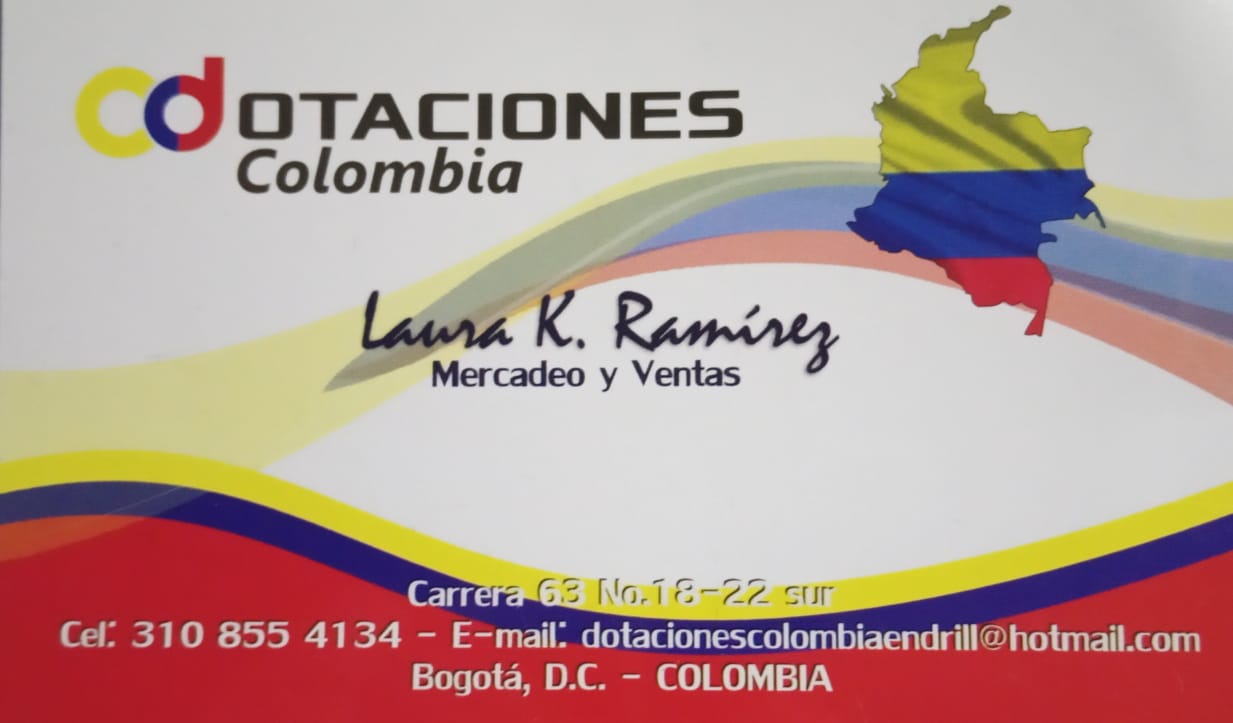 DOTACIONES
Colombia
Laura K. Ramírez
Mercadeo y Ventas
Carrera 63 No.18-22 sur
Cel: 310 855 4134 - E-mail: dotacionescolombiaendrill@hotmail.com
Bogotá, D.C. - COLOMBIA